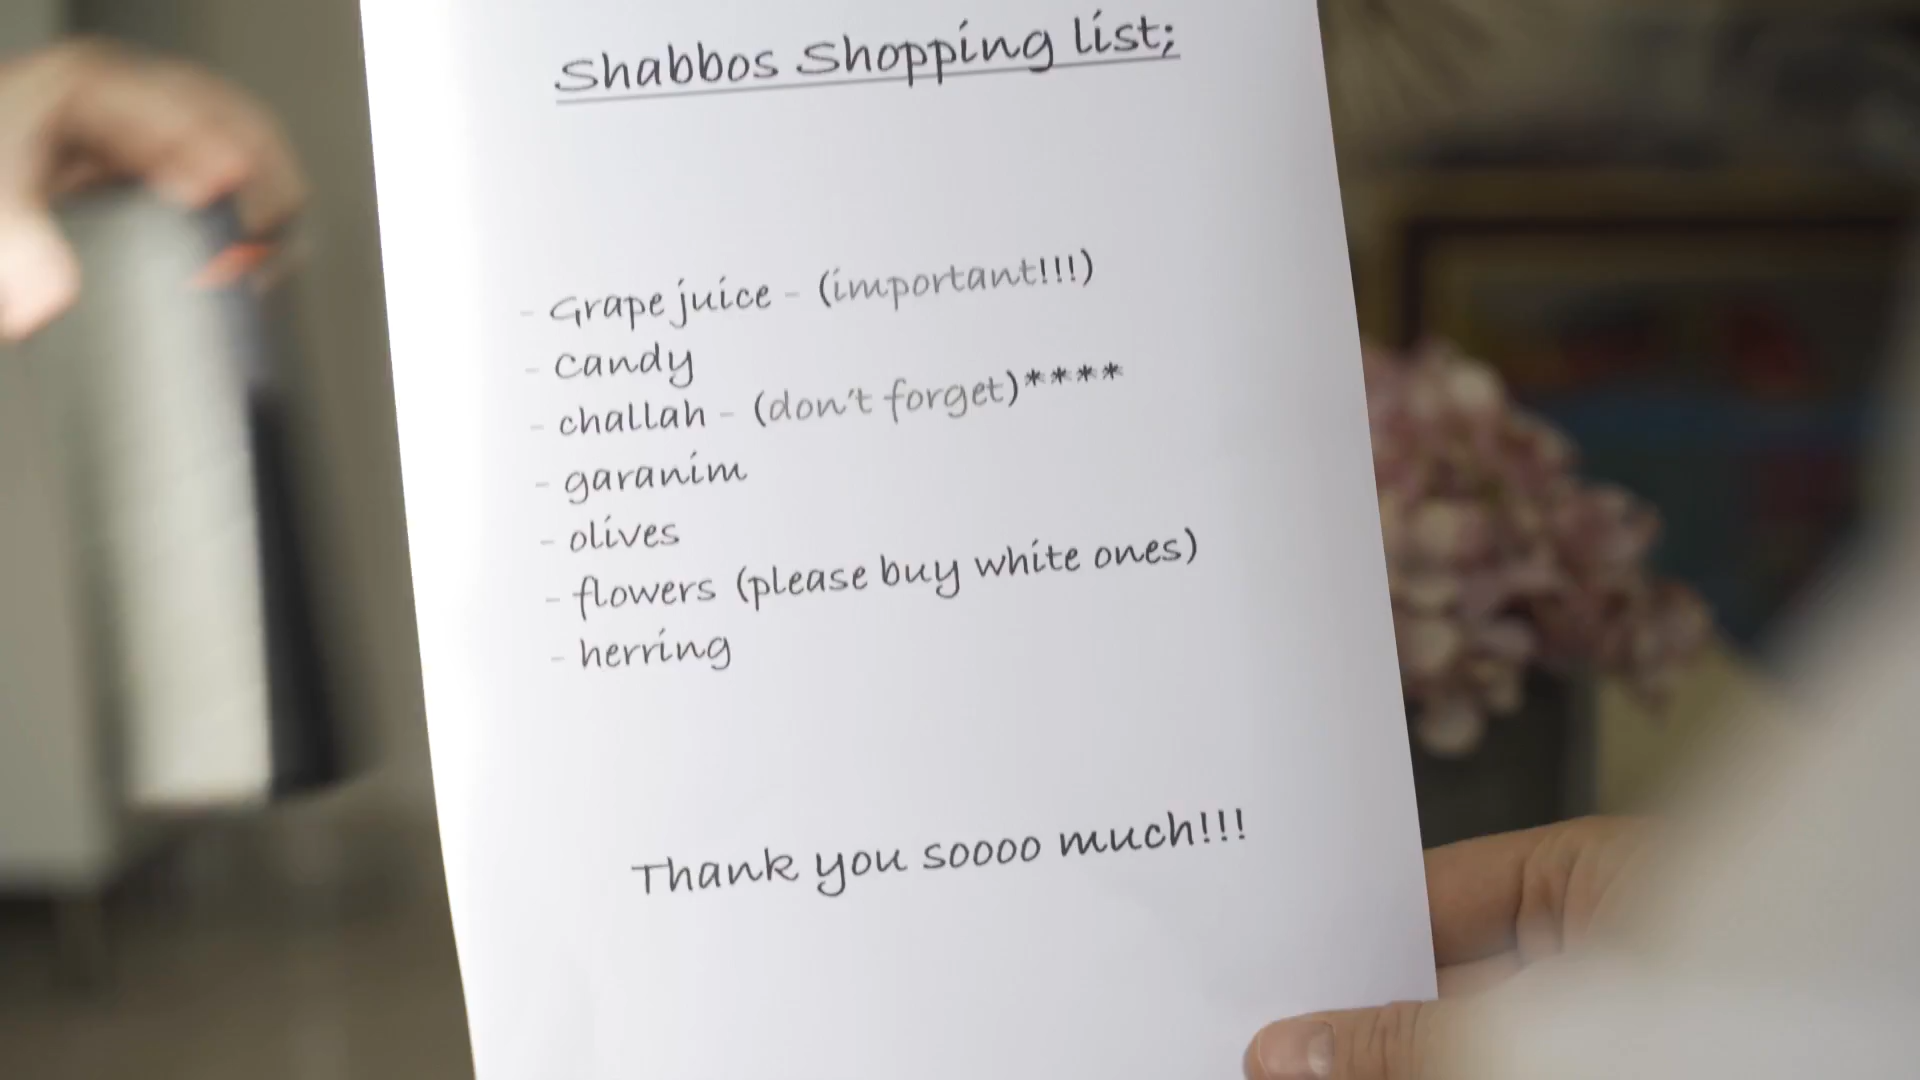 Shabbos Shopping list;
- Grape juice - (important!!!)
- candy
- challah - (don't forget)****
- garanim
- olives
- flowers (please buy white ones)
- herring
Thank you soooo much!!!